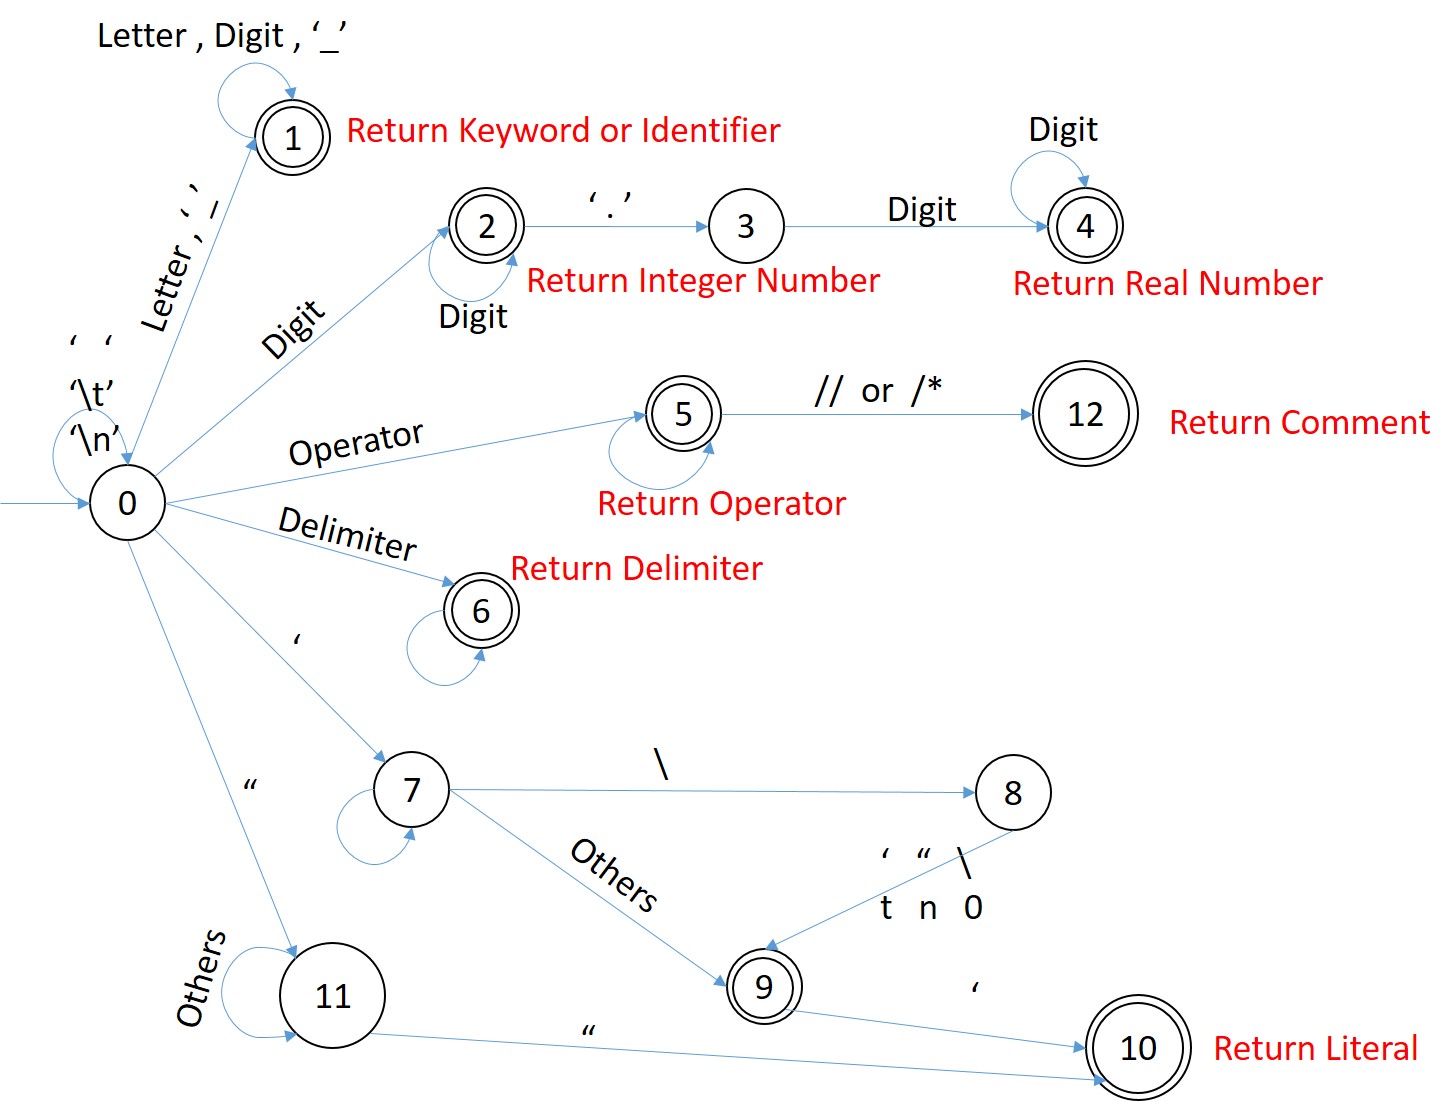 Letter , Digit , ‘_’
1
Return Keyword or Identifier
Letter , ‘_’
Digit
2
‘ . ’
3
Digit
Digit
4
Return Integer Number
Return Real Number
Digit
‘ ‘
‘\t’
‘\n’
0
Operator
5
// or /*
12
Return Comment
Return Operator
Delimiter
Return Delimiter
6
‘
7
\
8
“
Others
‘ “ \
t n 0
Others
11
9
‘
“
10
Return Literal